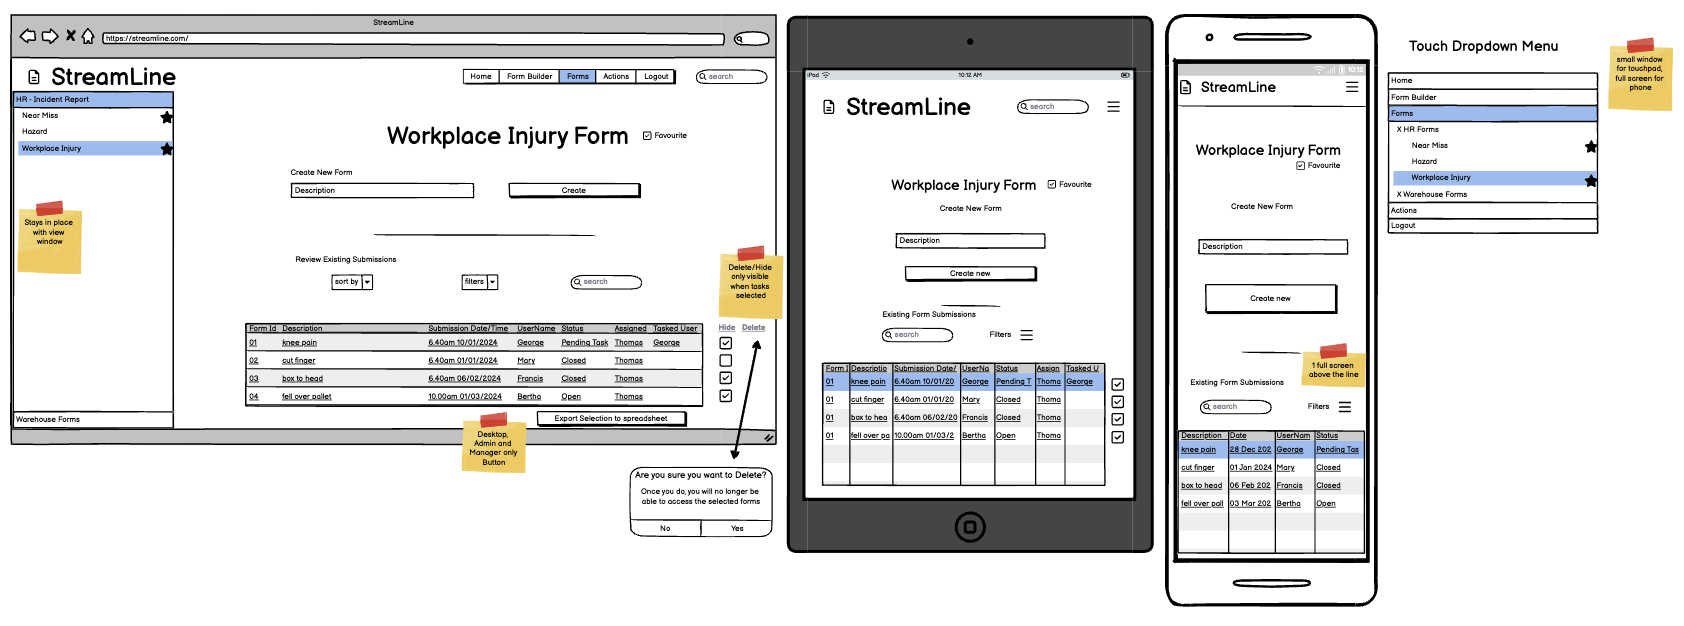 StreamLine
https://streamline.com/
StreamLine
Home Form Builder Forms Actions Logout
search
HR - Incident Report
Near Miss
Hazard
Workplace Injury
Stays in place
with view
window
Warehouse Forms
Workplace Injury Form
Favourite
Create New Form
Description
Create
Review Existing Submissions
sort by
filters
search
Delete/Hide
only visible
when tasks
selected
Form Id Description Submission Date/Time UserName Status Assigned Tasked User
Hide Delete
01 knee pain 6.40am 10/01/2024 George Pending Task Thomas George
02 cut finger 6.40am 01/01/2024 Mary Closed Thomas
03 box to head 6.40am 06/02/2024 Francis Closed Thomas
04 fell over pallet 10.00am 01/03/2024 Bertha Open Thomas
Export Selection to spreadsheet
Desktop,
Admin and
Manager only
Button
Are you sure you want to Delete?
Once you do, you will no longer be
able to access the selected forms
No Yes
iPad 10:12 AM
StreamLine
search
Workplace Injury Form
Favourite
Create New Form
Description
Create new
Existing Form Submissions
search
Filters
Form I Descriptio Submission Date/ UserNa Status Assign Tasked U
01 knee pain 6.40am 10/01/20 George Pending T Thoma George
01 cut finger 6.40am 01/01/20 Mary Closed Thoma
01 box to hea 6.40am 06/02/20 Francis Closed Thoma
01 fell over pa 10.00am 01/03/2 Bertha Open Thoma
10:12
StreamLine
Workplace Injury Form
Favourite
Create New Form
Description
Create new
1 full screen
above the line
Existing Form Submissions
search
Filters
Description Date UserNam Status
knee pain 28 Dec 202 George Pending Tas
cut finger 01 Jan 2024 Mary Closed
box to head 06 Feb 202 Francis Closed
fell over pall 03 Mar 202 Bertha Open
Touch Dropdown Menu
Home
Form Builder
Forms
X HR Forms
Near Miss
Hazard
Workplace Injury
X Warehouse Forms
Actions
Logout
small window
for touchpad,
full screen for
phone